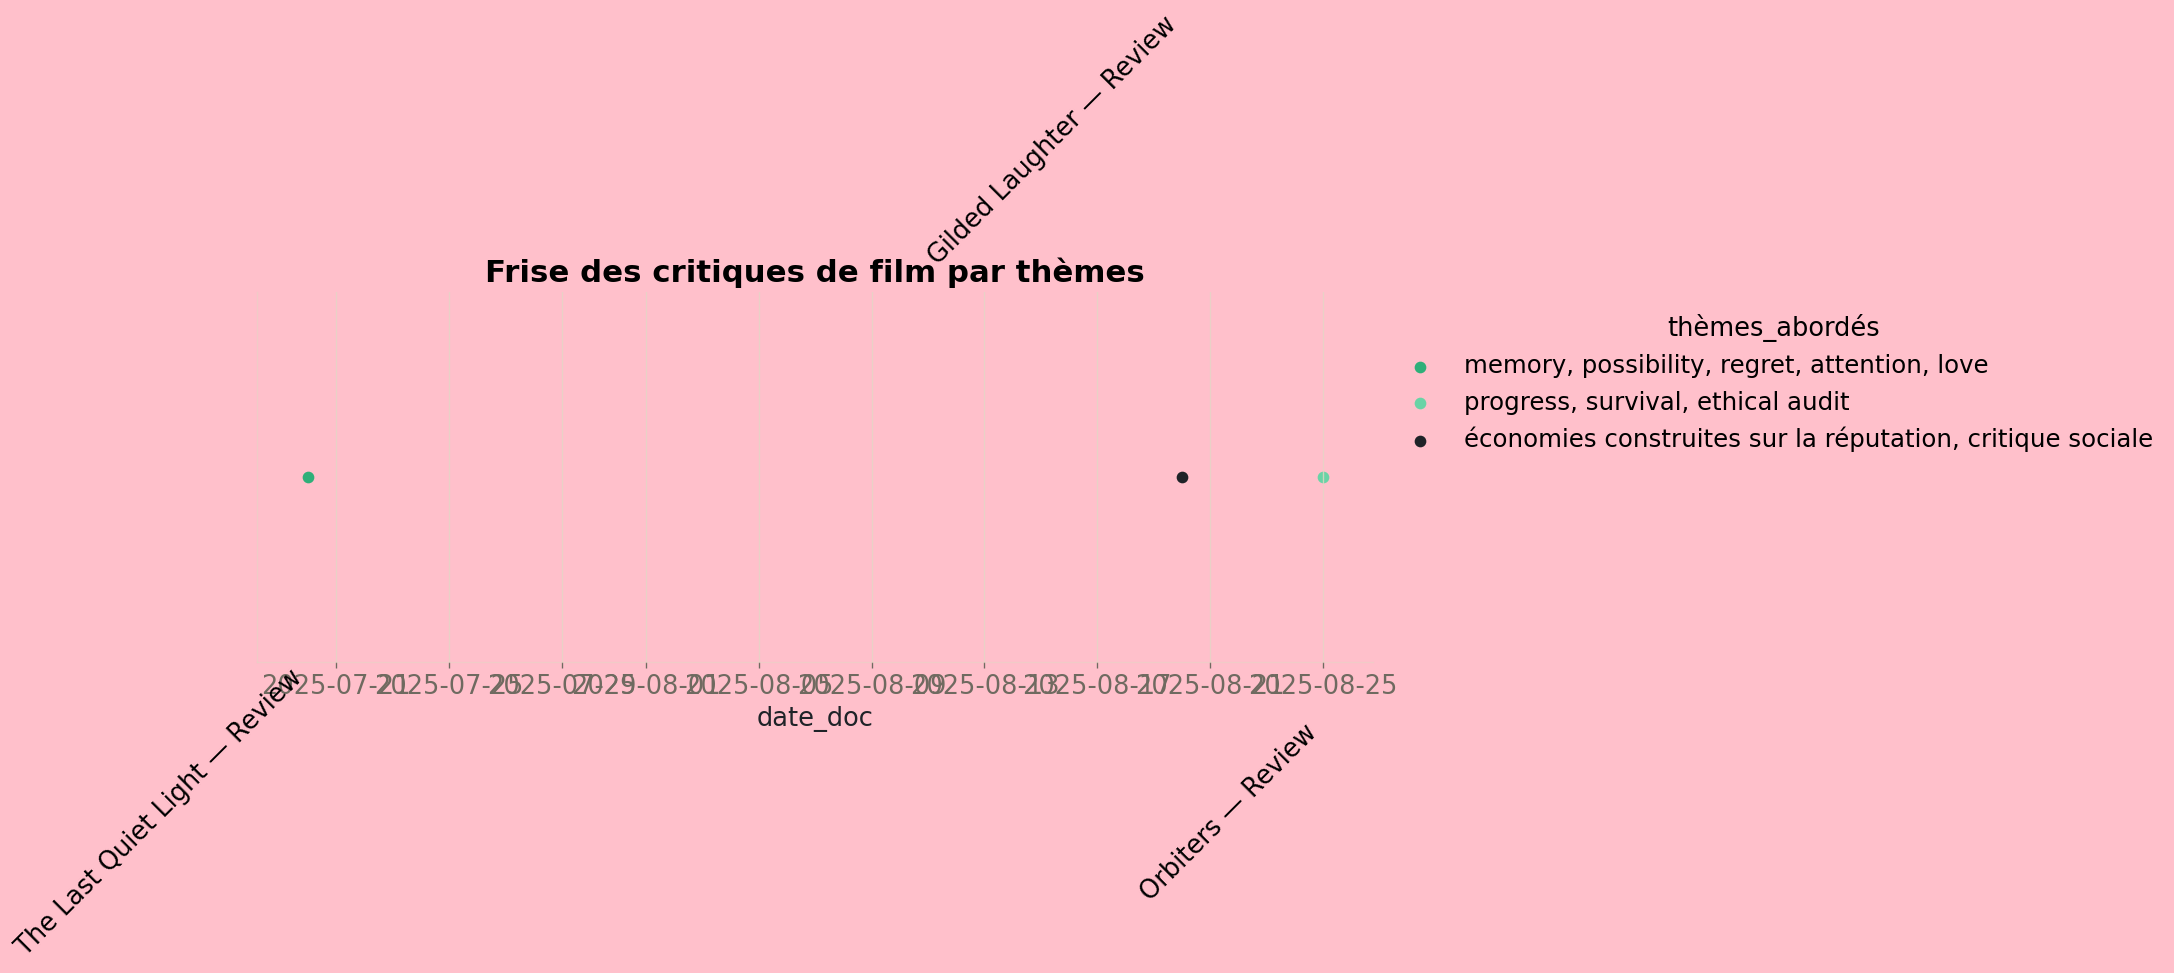 Gilded Laughter — Review
Frise des critiques de film par thèmes
thèmes_abordés
memory, possibility, regret, attention, love
progress, survival, ethical audit
économies construites sur la réputation, critique sociale
2025-07-21
2025-07-25
2025-07-29
2025-08-01
2025-08-05
2025-08-09
2025-08-13
2025-08-17
2025-08-21
2025-08-25
date_doc
The Last Quiet Light — Review
Orbiters — Review